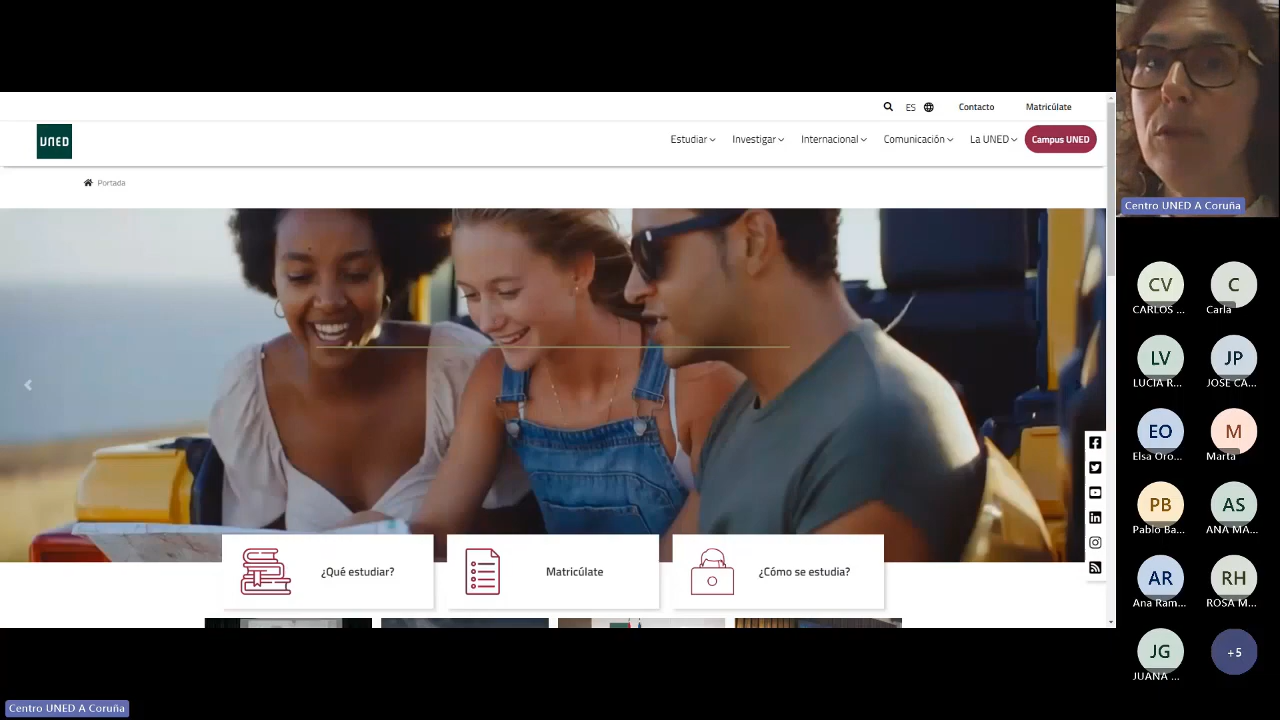 ES
Contacto
Matricúlate
UNED
Estudiar
Investigar
Internacional
Comunicación
La UNED
Campus UNED
Portada
¿Qué estudiar?
Matricúlate
¿Cómo se estudia?
Centro UNED A Coruña
CV
CARLOS ...
C
Carla
LV
LUCIA R...
JP
JOSE CA...
EO
Elsa Oro...
M
Marta
PB
Pablo Ba...
AS
ANA MA...
AR
Ana Ram...
RH
ROSA M...
JG
JUANA ...
+5
Centro UNED A Coruña